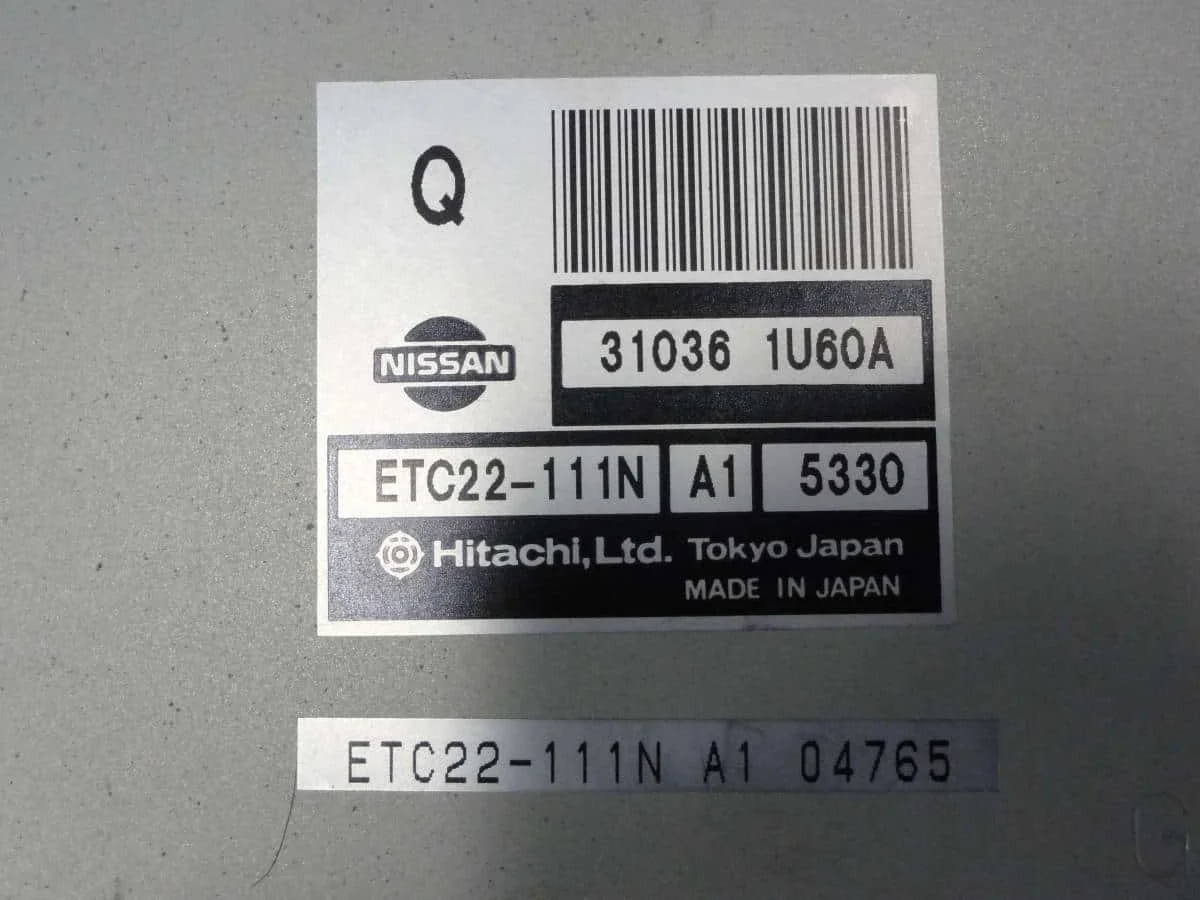 Q
NISSAN
31036 1U60A
ETC22-111N A1 5330
Hitachi,Ltd. Tokyo Japan
MADE IN JAPAN
ETC22-111N A1 04765
G